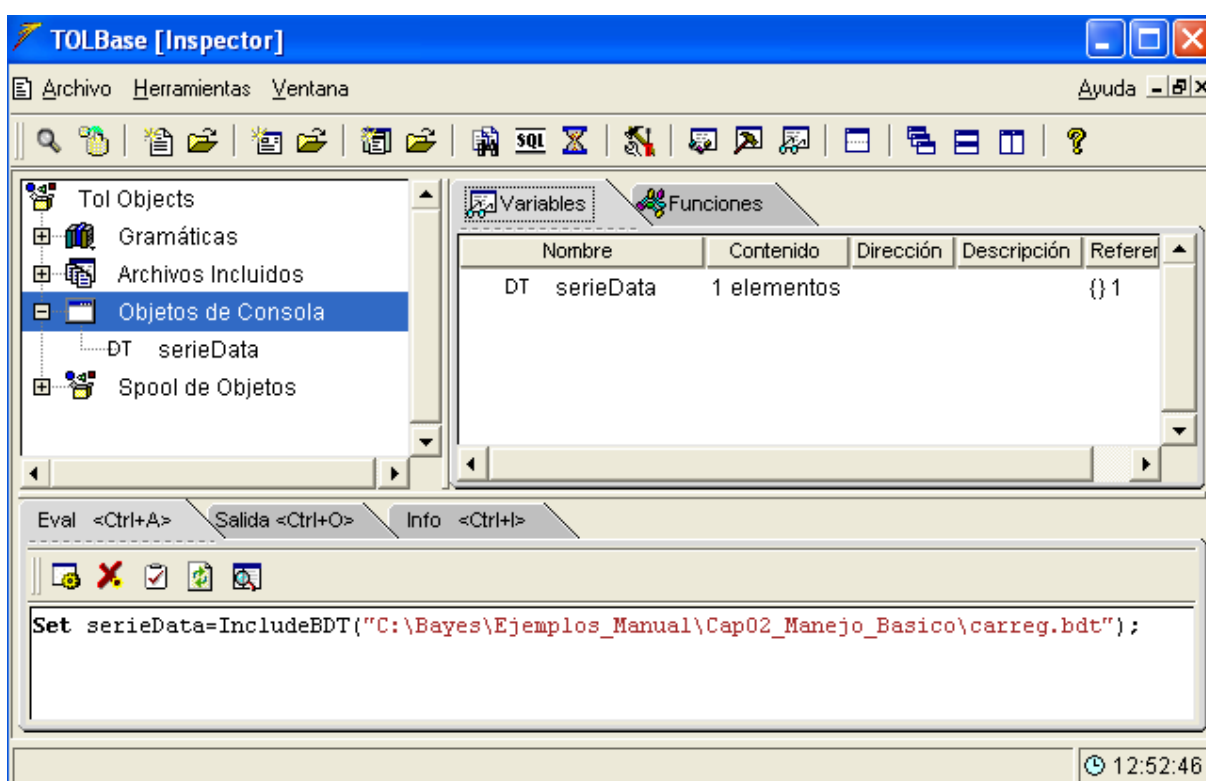 TOLBase [Inspector]
Archivo Herramientas Ventana Ayuda
SQL
Tol Objects
Gramáticas
Archivos Incluidos
Objetos de Consola
DT serieData
Spool de Objetos
Variables Funciones
Nombre Contenido Dirección Descripción Referer
DT serieData 1 elementos {} 1
Eval <Ctrl+A> Salida <Ctrl+O> Info <Ctrl+I>
Set serieData=IncludeBDT("C:\Bayes\Ejemplos_Manual\Cap02_Manejo_Basico\carreg.bdt");
12:52:46